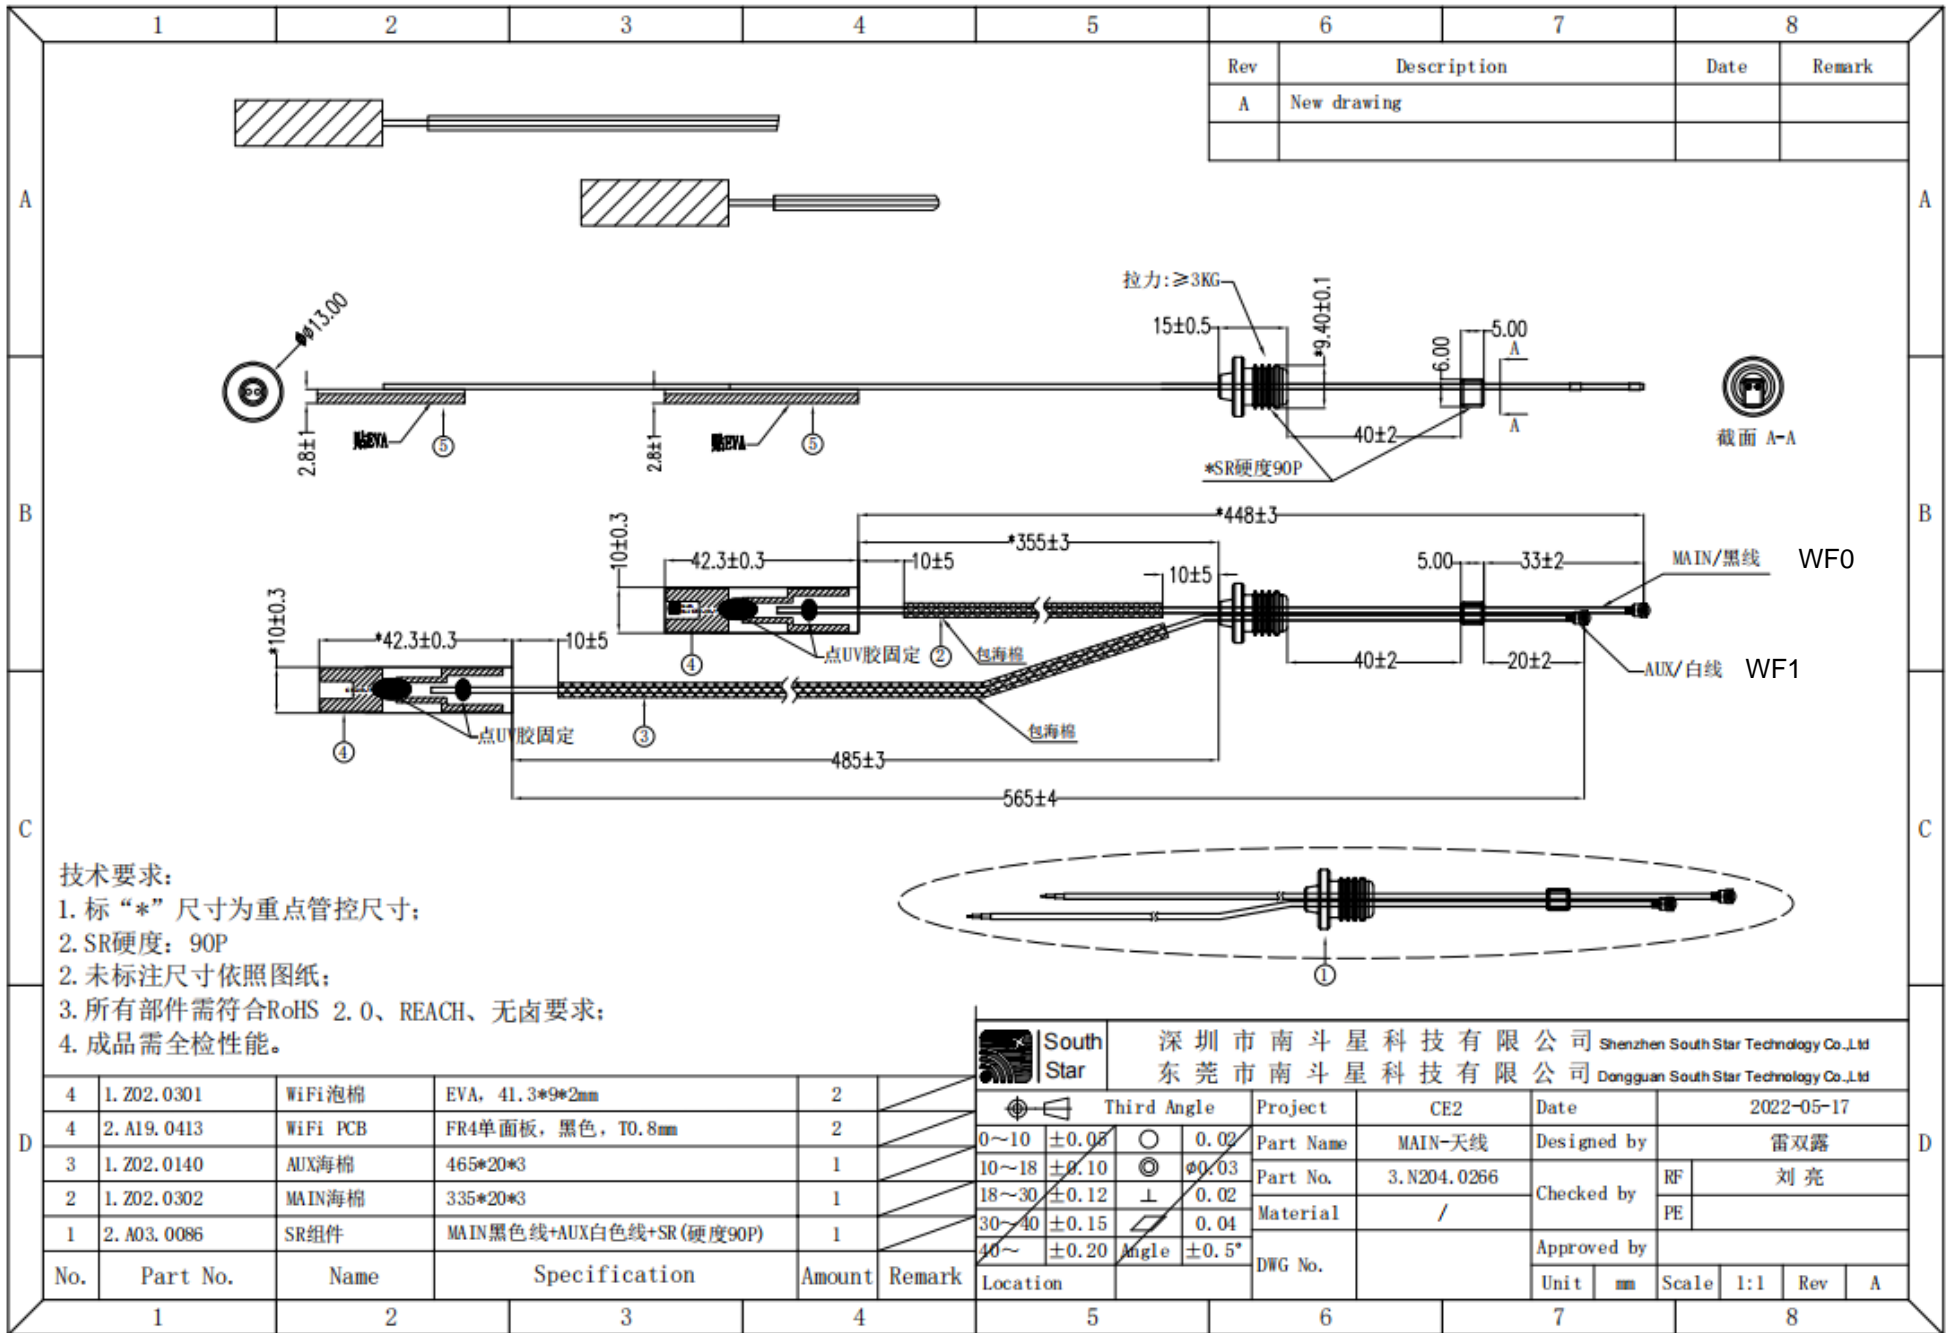 1 2 3 4 5 6 7 8
Rev Description Date Remark
A New drawing
A A
拉力:≥3KG
15±0.5
*9.40±0.1
6.00
5.00
A
A
ø13.00
2.8±1
贴EVA
⑤
2.8±1
贴EVA
⑤
40±2
*SR硬度90P
截面 A-A
B B
*448±3
*355±3
10±0.3
42.3±0.3
10±5
10±5
5.00
33±2
MAIN/黑线 WF0
*10±0.3
*42.3±0.3
10±5
④
点UV胶固定
②
包海棉
40±2
20±2
AUX/白线 WF1
④
点UV胶固定
③
包海棉
485±3
565±4
C C
①
技术要求:
1.标“*”尺寸为重点管控尺寸;
2.SR硬度: 90P
2.未标注尺寸依照图纸;
3.所有部件需符合RoHS 2.0、REACH、无卤要求;
4.成品需全检性能。
D D
4 1.Z02.0301 WiFi泡棉 EVA, 41.3*9*2mm 2
4 2.A19.0413 WiFi PCB FR4单面板, 黑色, T0.8mm 2
3 1.Z02.0140 AUX海棉 465*20*3 1
2 1.Z02.0302 MAIN海棉 335*20*3 1
1 2.A03.0086 SR组件 MAIN黑色线+AUX白色线+SR(硬度90P) 1
No. Part No. Name Specification Amount Remark
South Star
深圳市南斗星科技有限公司 Shenzhen South Star Technology Co.,Ltd
东莞市南斗星科技有限公司 Dongguan South Star Technology Co.,Ltd
Third Angle
0~10 ±0.05 ○ 0.02
10~18 ±0.10 ◎ ø0.03
18~30 ±0.12 ⊥ 0.02
30~40 ±0.15 ▱ 0.04
40~ ±0.20 Angle ±0.5°
Location
Project CE2 Date 2022-05-17
Part Name MAIN-天线 Designed by 雷双露
Part No. 3.N204.0266 Checked by RF 刘亮
Material / PE
DWG No. Approved by
Unit mm Scale 1:1 Rev A
1 2 3 4 5 6 7 8